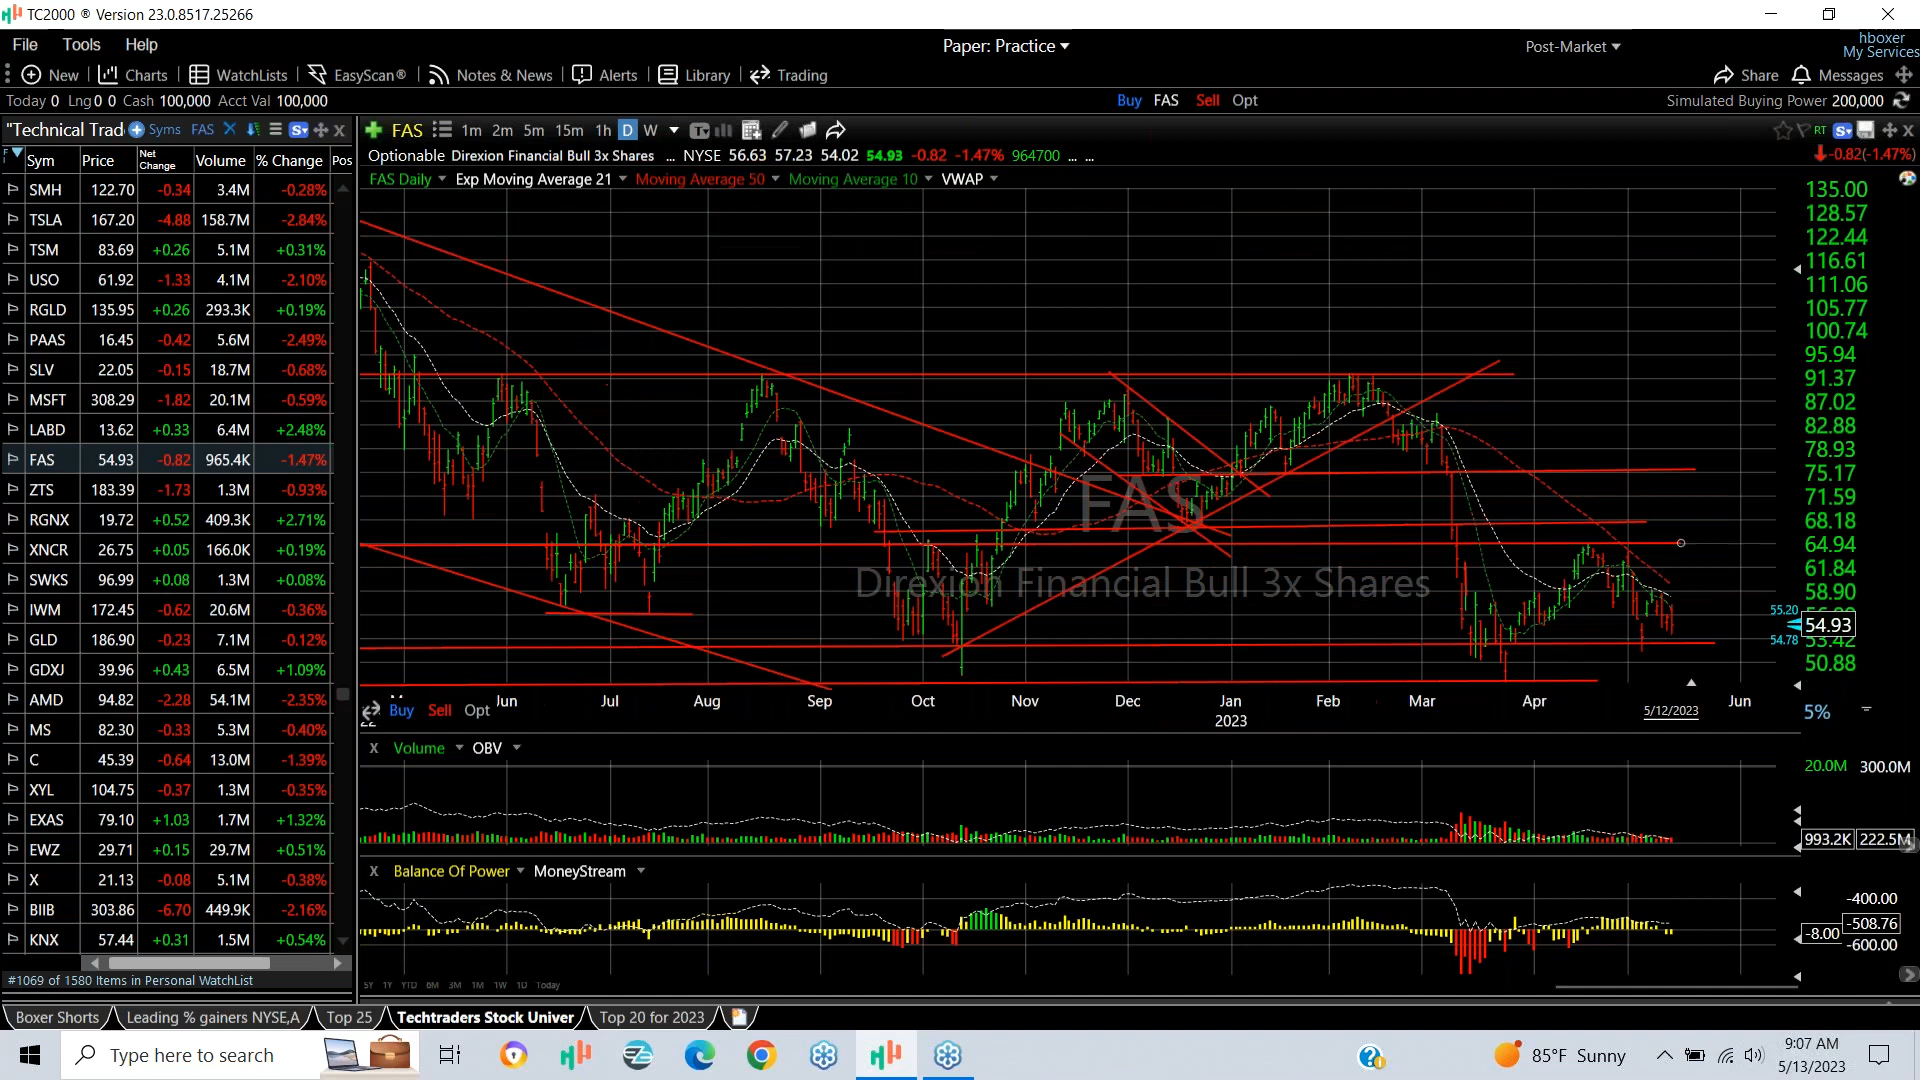 TC2000 ® Version 23.0.8517.25266
File Tools Help
Paper: Practice
Post-Market
hboxer
My Services
New Charts WatchLists EasyScan® Notes & News Alerts Library Trading
Share Messages
Today 0 Lng 0 0 Cash 100,000 Acct Val 100,000
Buy FAS Sell Opt
Simulated Buying Power 200,000
"Technical Trad Syms FAS
FAS 1m 2m 5m 15m 1h D W
RT
Sym Price Net Change Volume % Change Pos
Optionable Direxion Financial Bull 3x Shares ... NYSE 56.63 57.23 54.02 54.93 -0.82 -1.47% 964700 ... ...
-0.82(-1.47%)
FAS Daily Exp Moving Average 21 Moving Average 50 Moving Average 10 VWAP
SMH 122.70 -0.34 3.4M -0.28%
TSLA 167.20 -4.88 158.7M -2.84%
TSM 83.69 +0.26 5.1M +0.31%
USO 61.92 -1.33 4.1M -2.10%
RGLD 135.95 +0.26 293.3K +0.19%
PAAS 16.45 -0.42 5.6M -2.49%
SLV 22.05 -0.15 18.7M -0.68%
MSFT 308.29 -1.82 20.1M -0.59%
LABD 13.62 +0.33 6.4M +2.48%
FAS 54.93 -0.82 965.4K -1.47%
ZTS 183.39 -1.73 1.3M -0.93%
RGNX 19.72 +0.52 409.3K +2.71%
XNCR 26.75 +0.05 166.0K +0.19%
SWKS 96.99 +0.08 1.3M +0.08%
IWM 172.45 -0.62 20.6M -0.36%
GLD 186.90 -0.23 7.1M -0.12%
GDXJ 39.96 +0.43 6.5M +1.09%
AMD 94.82 -2.28 54.1M -2.35%
MS 82.30 -0.33 5.3M -0.40%
C 45.39 -0.64 13.0M -1.39%
XYL 104.75 -0.37 1.3M -0.35%
EXAS 79.10 +1.03 1.7M +1.32%
EWZ 29.71 +0.15 29.7M +0.51%
X 21.13 -0.08 5.1M -0.38%
BIIB 303.86 -6.70 449.9K -2.16%
KNX 57.44 +0.31 1.5M +0.54%
#1069 of 1580 Items in Personal WatchList
FAS
Direxion Financial Bull 3x Shares
135.00
128.57
122.44
116.61
111.06
105.77
100.74
95.94
91.37
87.02
82.88
78.93
75.17
71.59
68.18
64.94
61.84
58.90
55.20
54.93
54.78
53.42
50.88
Jun Jul Aug Sep Oct Nov Dec Jan Feb Mar Apr Jun
22 2023 5/12/2023
Buy Sell Opt
5%
X Volume OBV
20.0M 300.0M
993.2K 222.5M
X Balance Of Power MoneyStream
-400.00
-508.76
-8.00
-600.00
5Y 1Y YTD 6M 3M 1M 1W 1D Today
Boxer Shorts Leading % gainers NYSE,A Top 25 Techtraders Stock Univer Top 20 for 2023
Type here to search
85°F Sunny
9:07 AM
5/13/2023